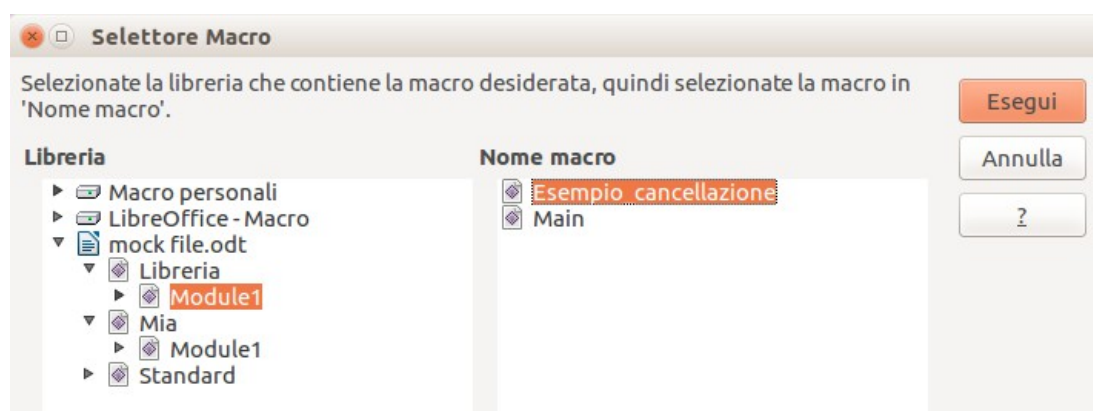 Selettore Macro
Selezionate la libreria che contiene la macro desiderata, quindi selezionate la macro in
'Nome macro'.
Esegui
Annulla
?
Libreria
Macro personali
LibreOffice - Macro
mock file.odt
Libreria
Module1
Mia
Module1
Standard
Nome macro
Esempio_cancellazione
Main